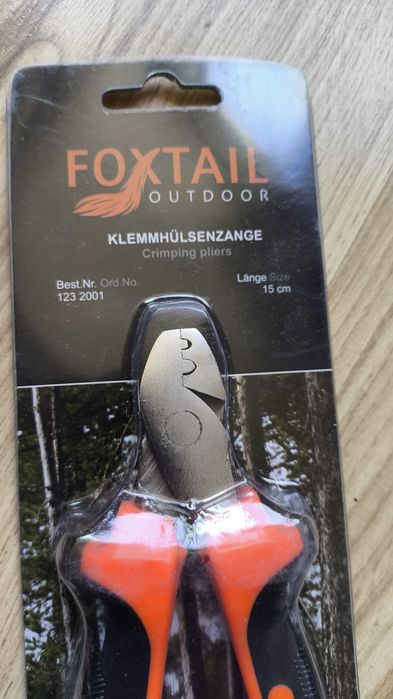 FOXTAIL
OUTDOOR
KLEMMHÜLSENZANGE
Crimping pliers
Best.Nr. Ord.No. Länge Size
123 2001 15 cm